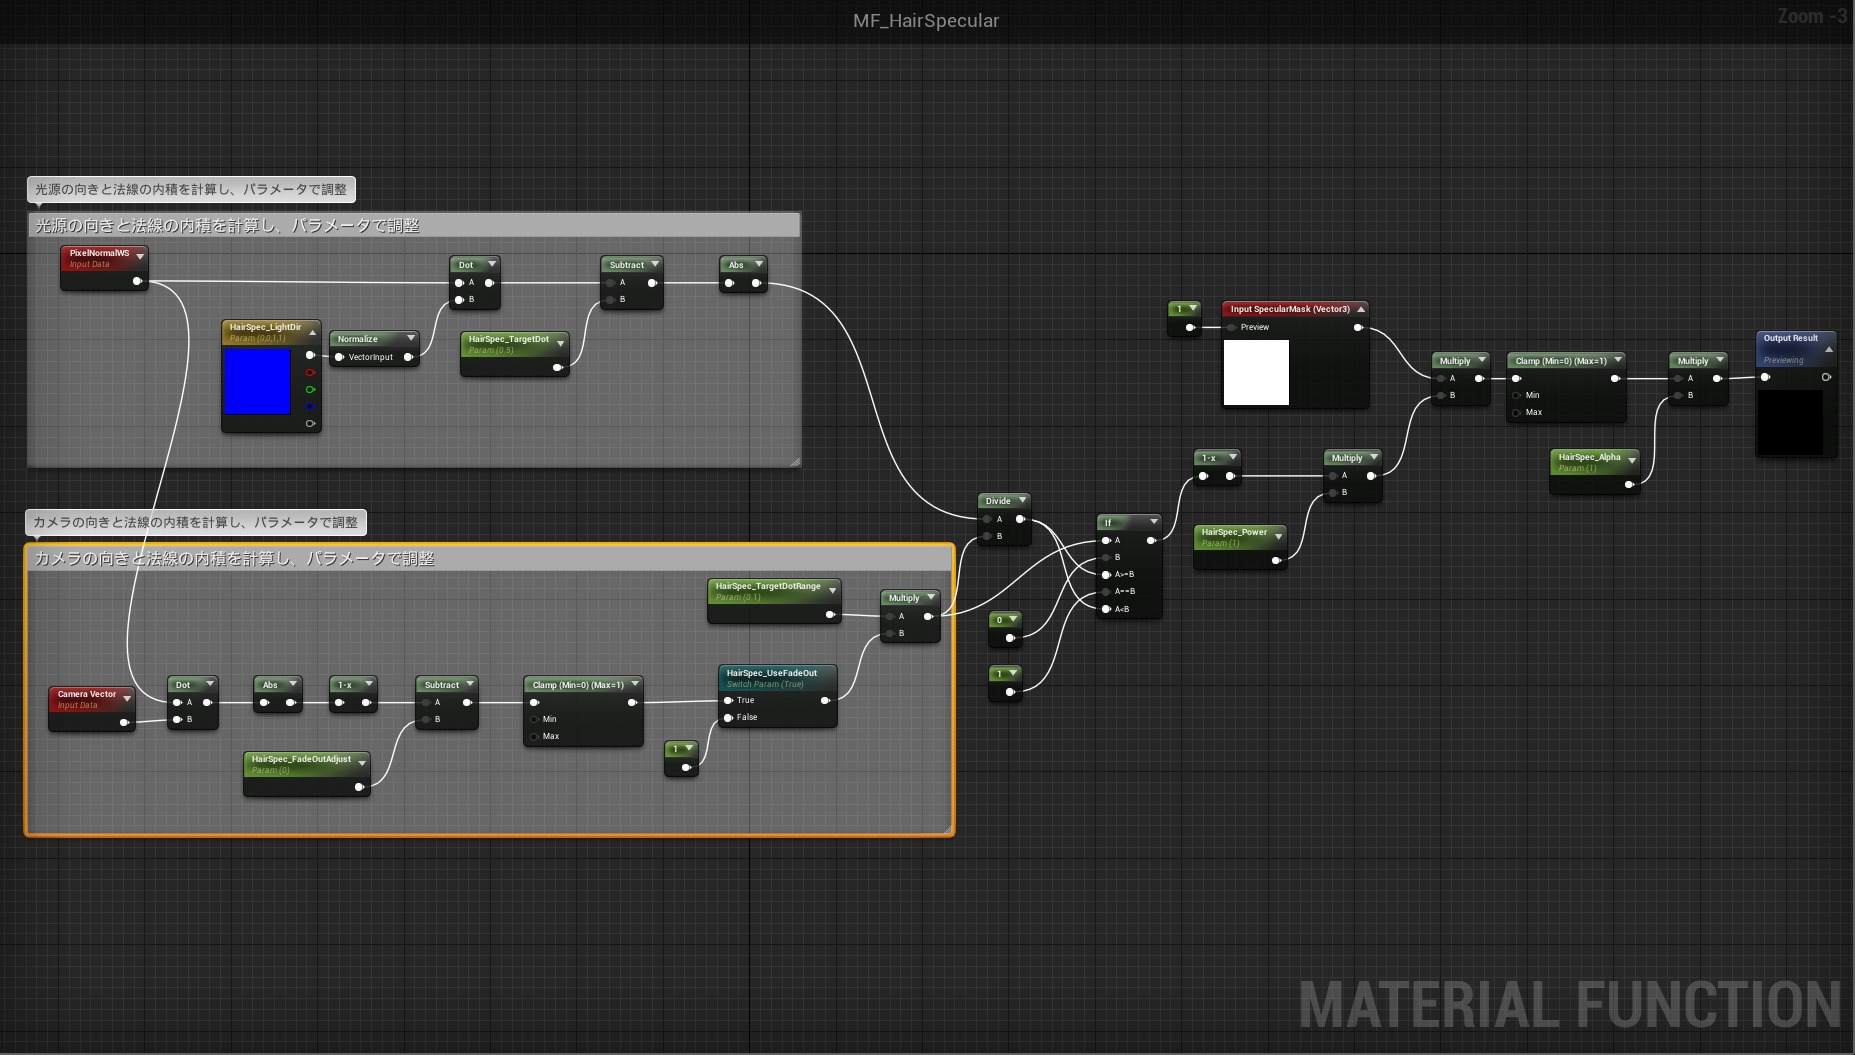 MF_HairSpecular
Zoom -3
光源の向きと法線の内積を計算し、パラメータで調整
光源の向きと法線の内積を計算し、パラメータで調整
PixelNormalWS
Input Data
Dot
A
B
Subtract
A
B
Abs
HairSpec_LightDir
Param (0,0,1,1)
Normalize
VectorInput
HairSpec_TargetDot
Param (0.5)
1
Input SpecularMask (Vector3)
Preview
Multiply
A
B
Clamp (Min=0) (Max=1)
Min
Max
Multiply
A
B
Output Result
Previewing
HairSpec_Alpha
Param (1)
1-x
Multiply
A
B
HairSpec_Power
Param (1)
Divide
A
B
If
A
B
A>=B
A==B
A<B
0
1
カメラの向きと法線の内積を計算し、パラメータで調整
カメラの向きと法線の内積を計算し、パラメータで調整
HairSpec_TargetDotRange
Param (0.1)
Multiply
A
B
Camera Vector
Input Data
Dot
A
B
Abs
1-x
Subtract
A
B
Clamp (Min=0) (Max=1)
Min
Max
HairSpec_UseFadeOut
Switch Param (True)
True
False
1
HairSpec_FadeOutAdjust
Param (0)
MATERIAL FUNCTION